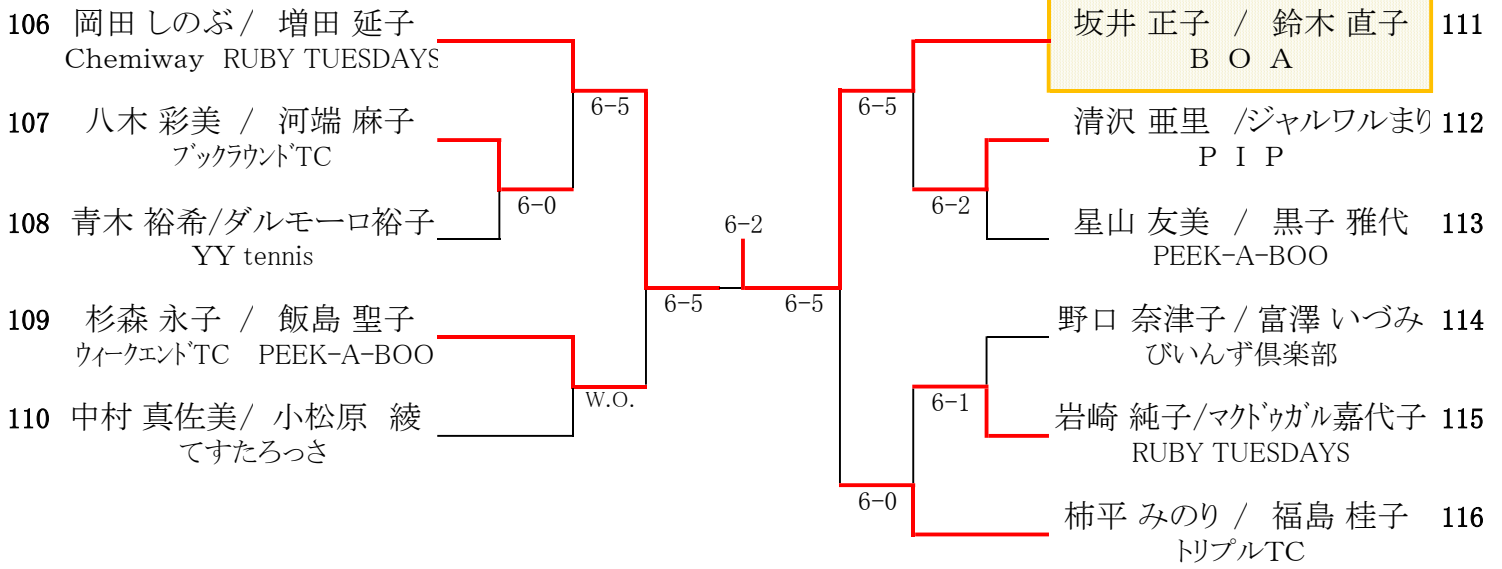 106 岡田 しのぶ / 増田 延子
Chemiway RUBY TUESDAYS
6-5
107 八木 彩美 / 河端 麻子
ブックラウンドTC
6-0
108 青木 裕希/ダルモーロ裕子
YY tennis
6-5
109 杉森 永子 / 飯島 聖子
ウィークエンドTC PEEK-A-BOO
W.O.
110 中村 真佐美/ 小松原 綾
てすたろっさ
6-2
坂井 正子 / 鈴木 直子 111
B O A
6-5
清沢 亜里 /ジャルワルまり 112
P I P
6-2
星山 友美 / 黒子 雅代 113
PEEK-A-BOO
6-5
野口 奈津子 / 富澤 いづみ 114
びいんず倶楽部
6-1
岩崎 純子/マクドゥガル嘉代子 115
RUBY TUESDAYS
6-0
柿平 みのり / 福島 桂子 116
トリプルTC